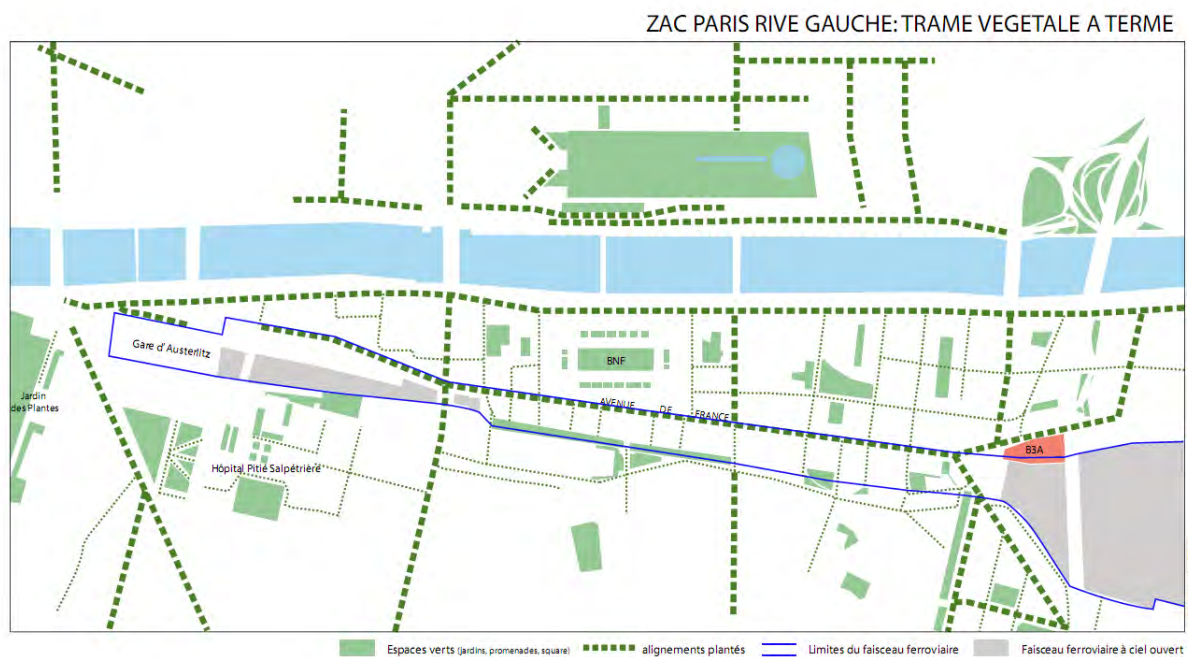 ZAC PARIS RIVE GAUCHE: TRAME VEGETALE A TERME
Gare d' Austerlitz
BNF
Jardin
des Plantes
AVENUE DE FRANCE
B3A
Hôpital Pitié Salpétrière
Espaces verts (jardins, promenades, square)
alignements plantés
Limites du faisceau ferroviaire
Faisceau ferroviaire à ciel ouvert